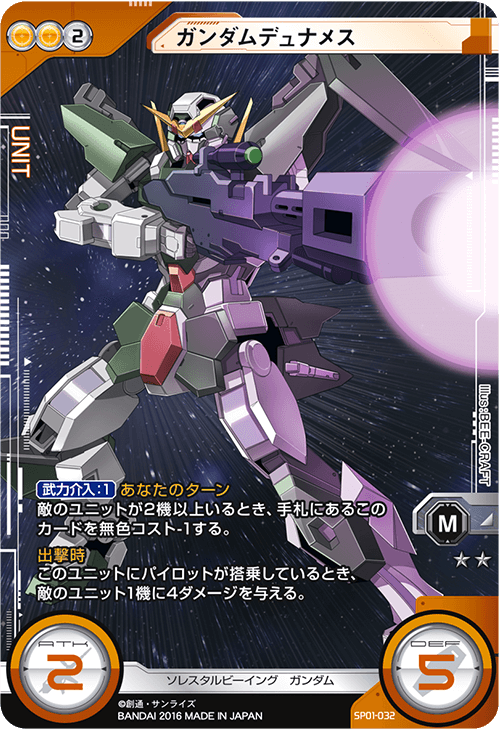 2
ガンダムデュナメス
UNIT
Illus:BEE-CRAFT
武力介入:1 あなたのターン
敵のユニットが2機以上いるとき、手札にあるこの
カードを無色コスト-1する。
出撃時
このユニットにパイロットが搭乗しているとき、
敵のユニット1機に4ダメージを与える。
M
★★
ATK
2
DEF
5
ソレスタルビーイング ガンダム
©創通・サンライズ
BANDAI 2016 MADE IN JAPAN
SP01-032